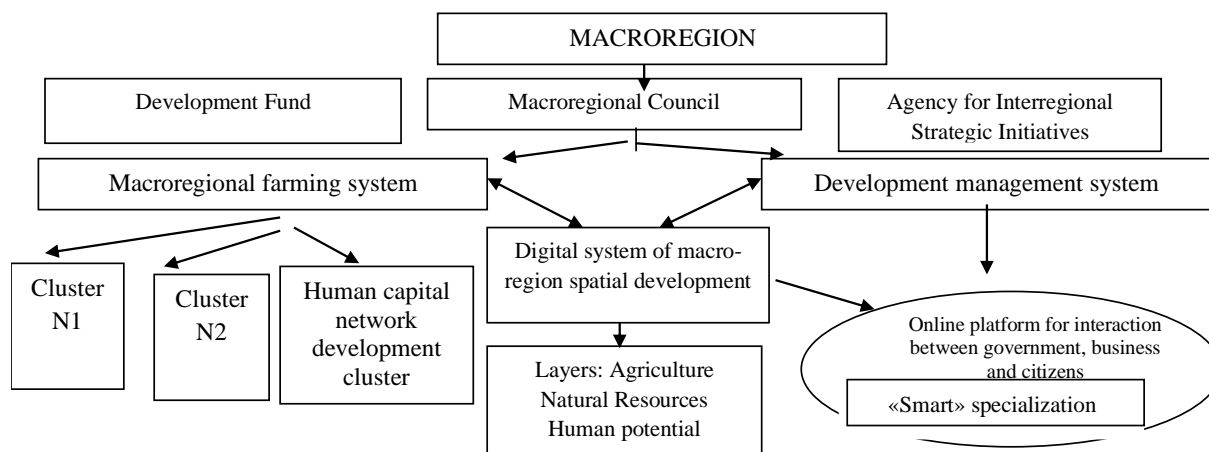 MACROREGION
Development Fund
Macroregional Council
Agency for Interregional
Strategic Initiatives
Macroregional farming system
Development management system
Digital system of macro-
region spatial development
Cluster
N1
Cluster
N2
Human capital
network
development
cluster
Online platform for interaction
between government, business
and citizens
«Smart» specialization
Layers: Agriculture
Natural Resources
Human potential